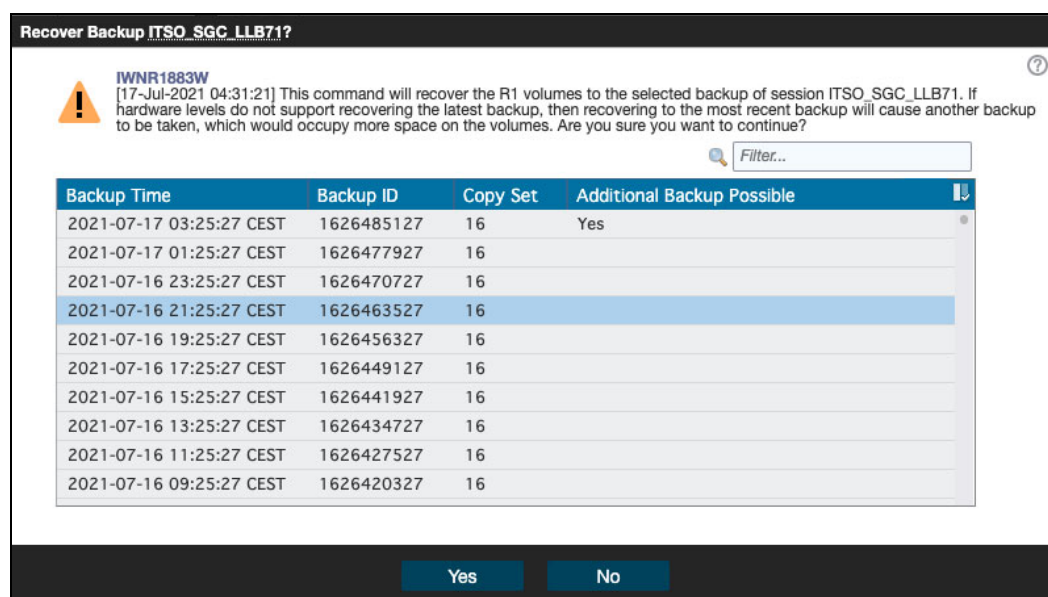 Recover Backup ITSO_SGC_LLB71?
IWNR1883W
[17-Jul-2021 04:31:21] This command will recover the R1 volumes to the selected backup of session ITSO_SGC_LLB71. If
hardware levels do not support recovering the latest backup, then recovering to the most recent backup will cause another backup
to be taken, which would occupy more space on the volumes. Are you sure you want to continue?
?
Filter...
Backup Time Backup ID Copy Set Additional Backup Possible
2021-07-17 03:25:27 CEST 1626485127 16 Yes
2021-07-17 01:25:27 CEST 1626477927 16
2021-07-16 23:25:27 CEST 1626470727 16
2021-07-16 21:25:27 CEST 1626463527 16
2021-07-16 19:25:27 CEST 1626456327 16
2021-07-16 17:25:27 CEST 1626449127 16
2021-07-16 15:25:27 CEST 1626441927 16
2021-07-16 13:25:27 CEST 1626434727 16
2021-07-16 11:25:27 CEST 1626427527 16
2021-07-16 09:25:27 CEST 1626420327 16
Yes No